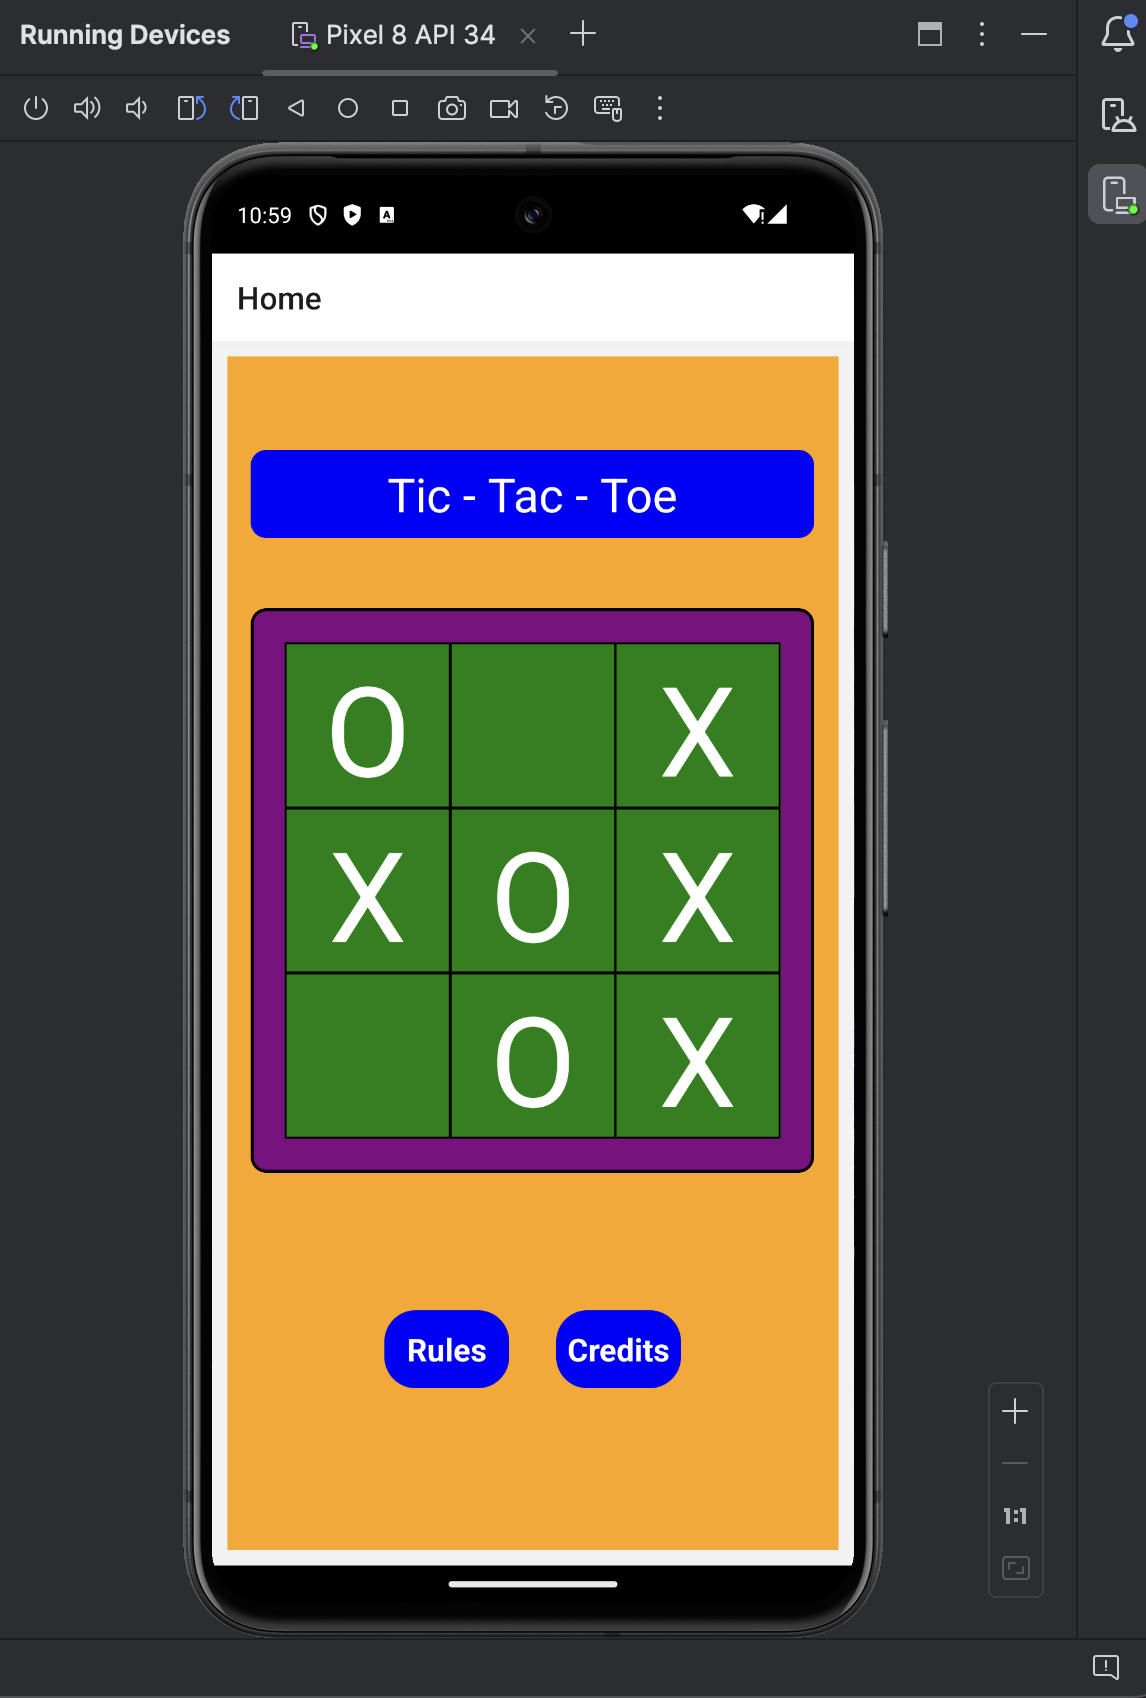 Running Devices
Pixel 8 API 34
10:59
A
Home
Tic - Tac - Toe
O X
X O X
O X
Rules
Credits
1:1